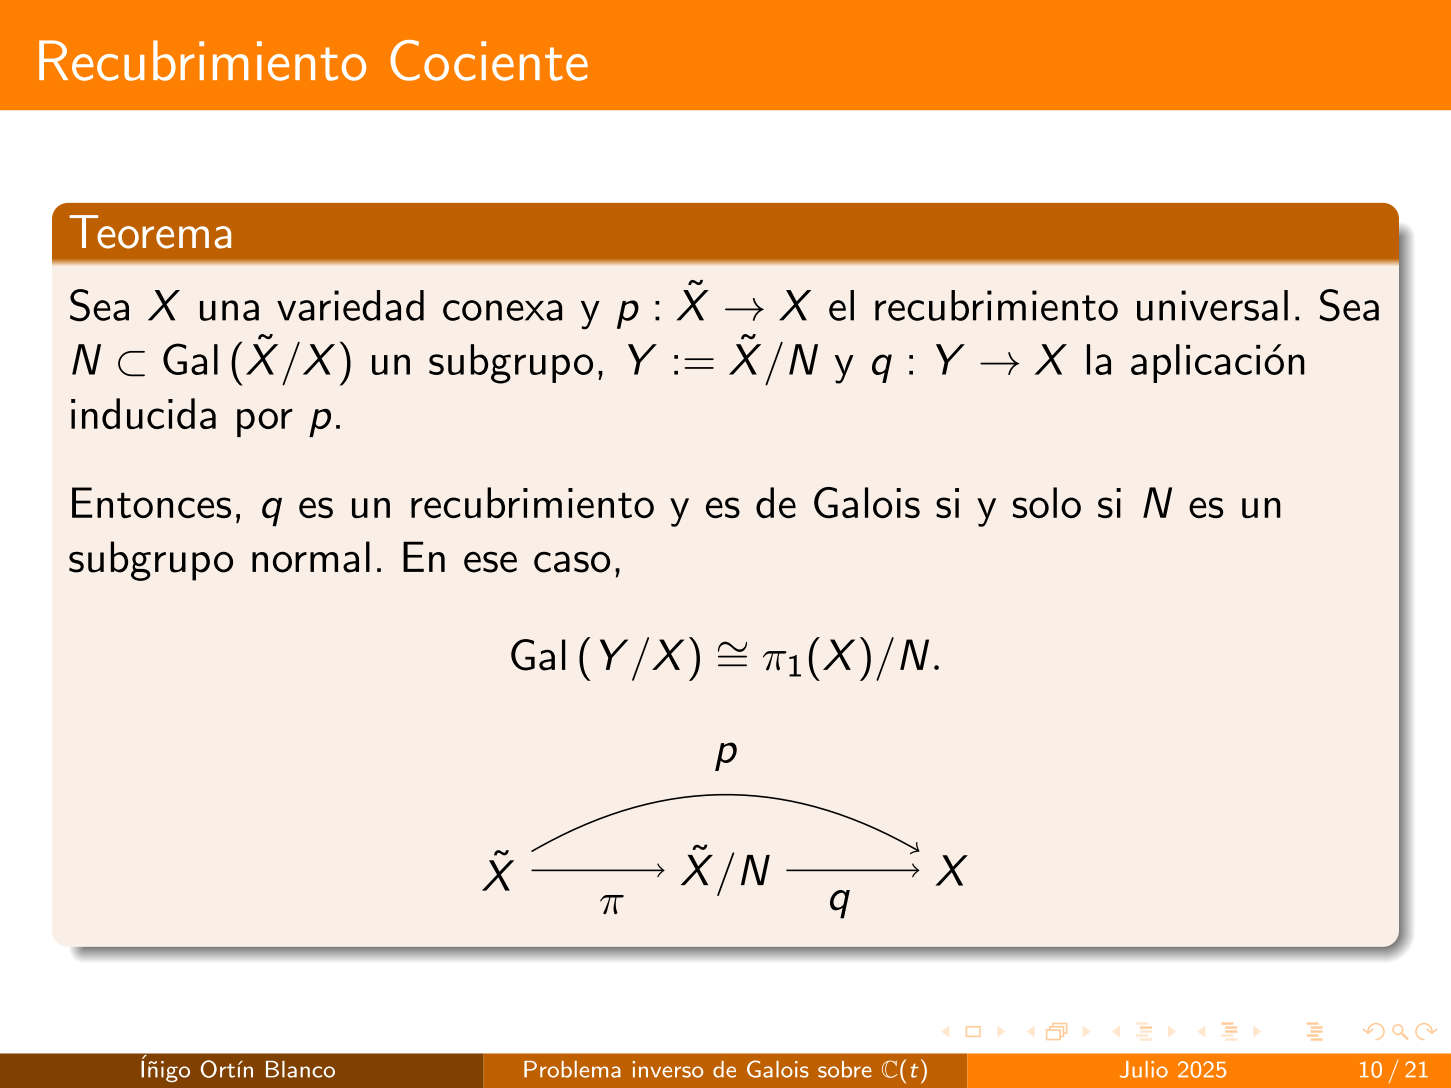 Recubrimiento Cociente
Teorema
Sea X una variedad conexa y p : X̃ → X el recubrimiento universal. Sea
N ⊂ Gal (X̃/X) un subgrupo, Y := X̃/N y q : Y → X la aplicación
inducida por p.
Entonces, q es un recubrimiento y es de Galois si y solo si N es un
subgrupo normal. En ese caso,
Gal (Y/X) ≅ π₁(X)/N.
p
X̃ → X̃/N → X
π q
Íñigo Ortín Blanco Problema inverso de Galois sobre ℂ(t) Julio 2025 10 / 21